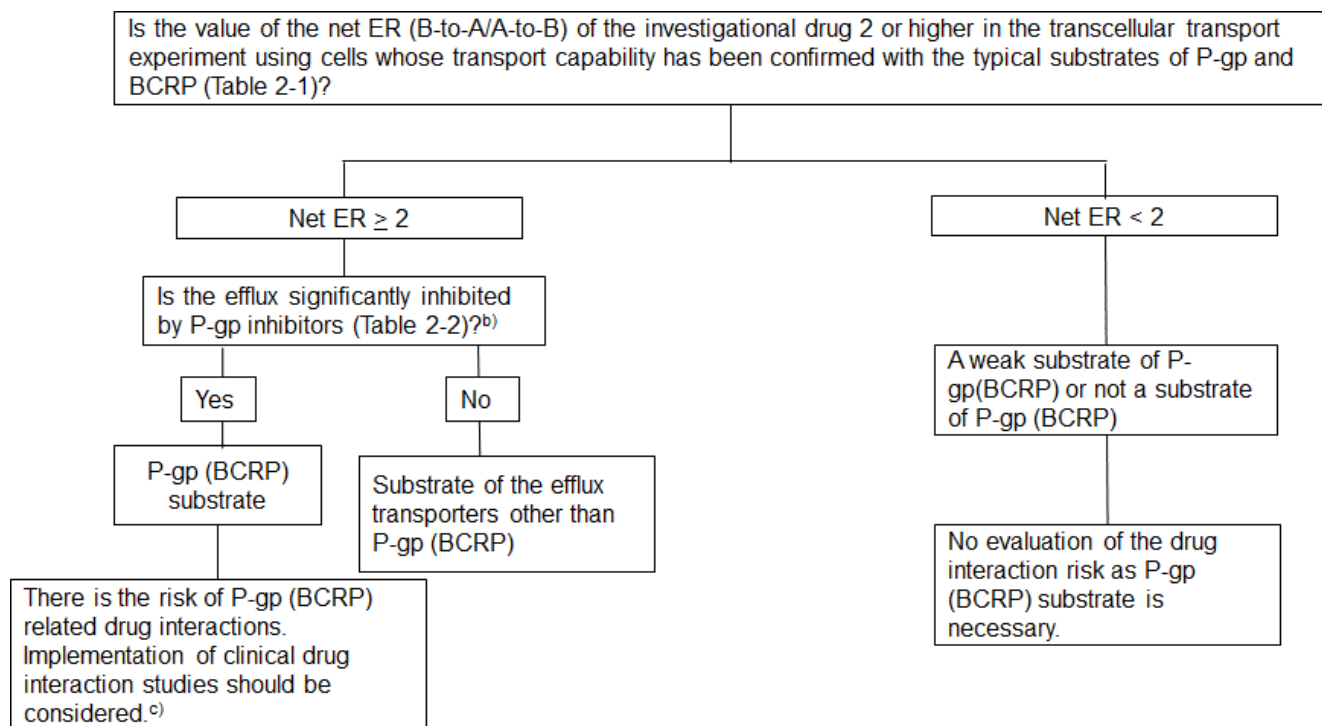 Is the value of the net ER (B-to-A/A-to-B) of the investigational drug 2 or higher in the transcellular transport
experiment using cells whose transport capability has been confirmed with the typical substrates of P-gp and
BCRP (Table 2-1)?
Net ER ≥ 2
Net ER < 2
Is the efflux significantly inhibited
by P-gp inhibitors (Table 2-2)?b)
Yes
No
A weak substrate of P-
gp(BCRP) or not a substrate
of P-gp (BCRP)
P-gp (BCRP)
substrate
Substrate of the efflux
transporters other than
P-gp (BCRP)
No evaluation of the drug
interaction risk as P-gp
(BCRP) substrate is
necessary.
There is the risk of P-gp (BCRP)
related drug interactions.
Implementation of clinical drug
interaction studies should be
considered.c)